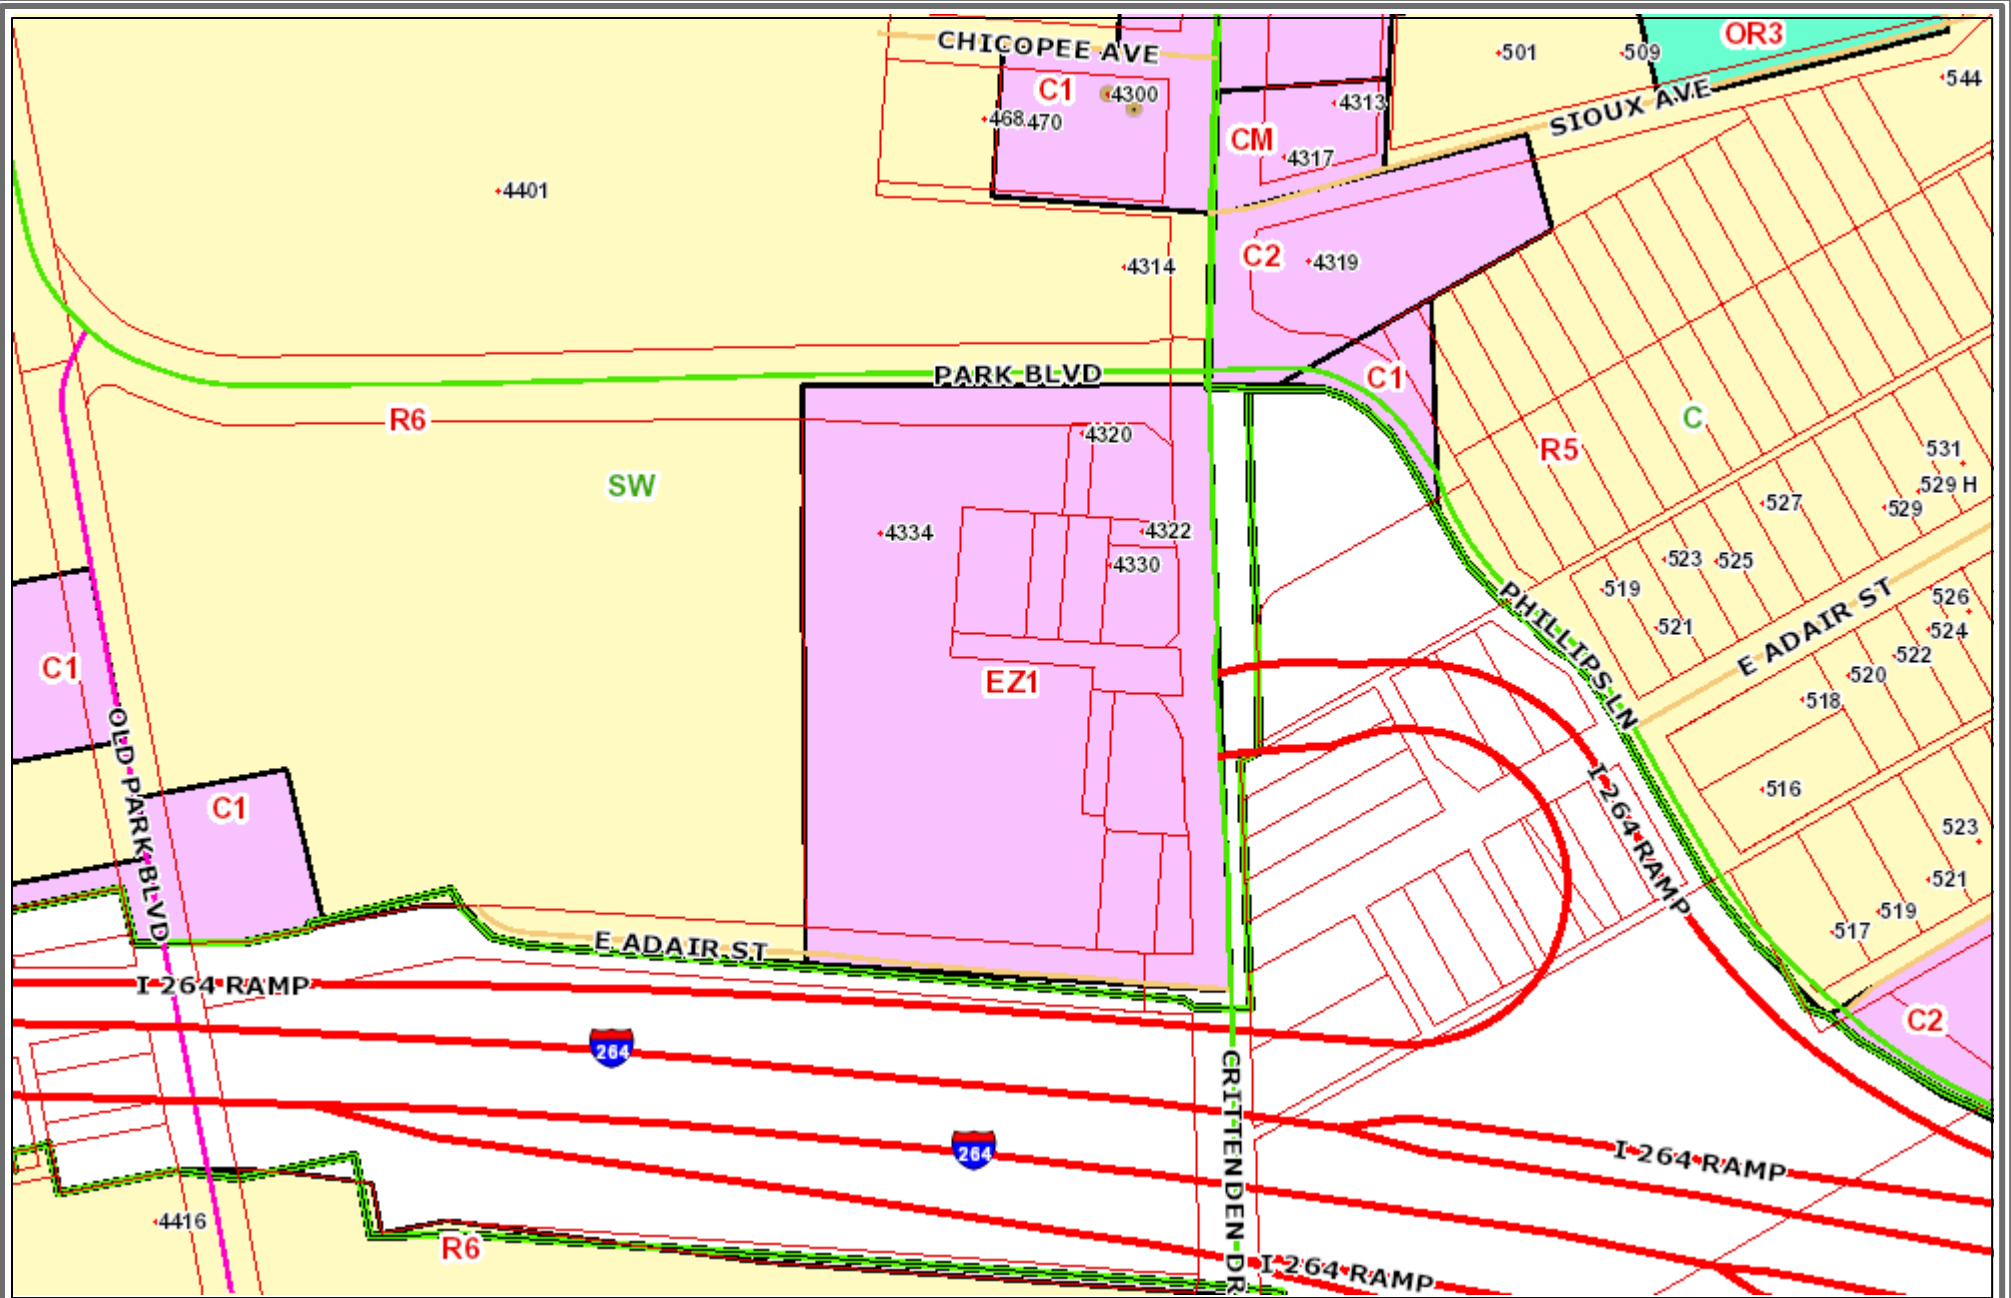 CHICOPEE AVE
C1
4300
468
470
CM
4313
4317
501
509
OR3
544
SIOUX AVE
4401
4314
C2
4319
PARK BLVD
C1
R6
4320
SW
4334
4322
4330
R5
C
531
529 H
527
529
523
525
519
521
PHILLIPS LN
E ADAIR ST
526
524
522
520
518
516
523
521
519
517
C1
EZ1
OLD PARK BLVD
C1
E ADAIR ST
I 264 RAMP
I 264 RAMP
264
C2
CRITTENDEN DR
264
I 264 RAMP
4416
R6
I 264 RAMP